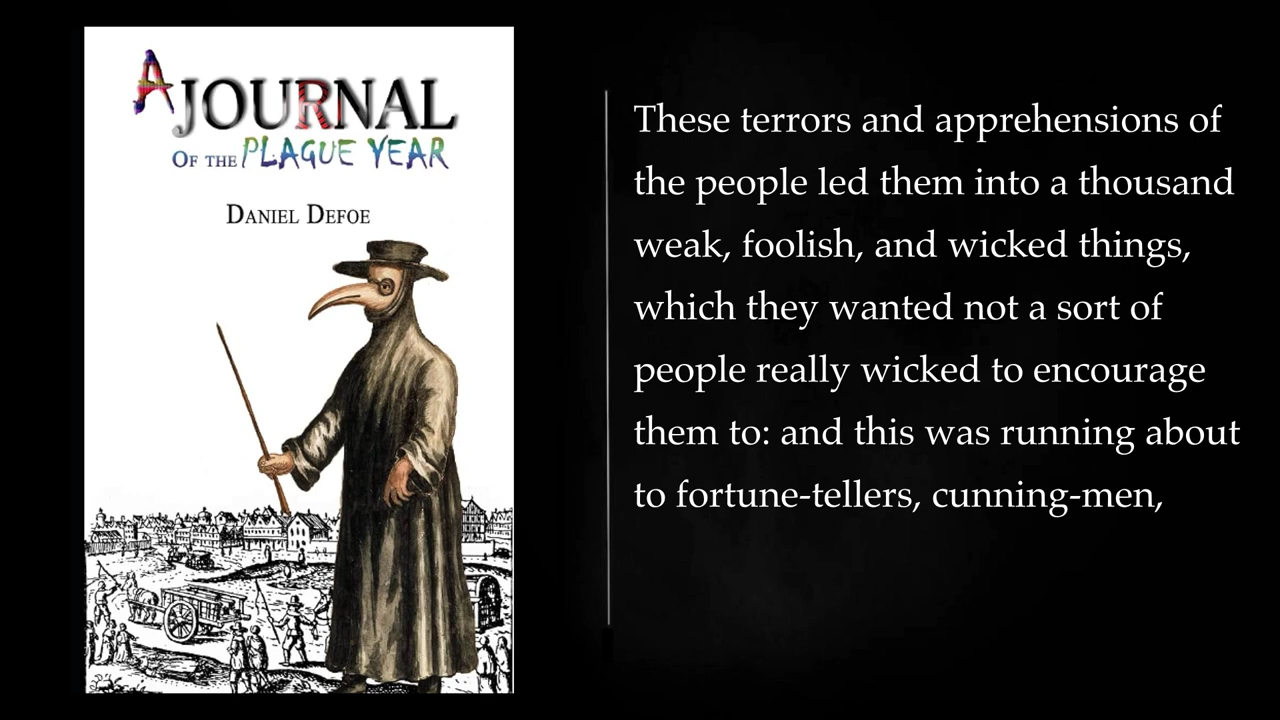 A JOURNAL
OF THE PLAGUE YEAR
DANIEL DEFOE
These terrors and apprehensions of
the people led them into a thousand
weak, foolish, and wicked things,
which they wanted not a sort of
people really wicked to encourage
them to: and this was running about
to fortune-tellers, cunning-men,